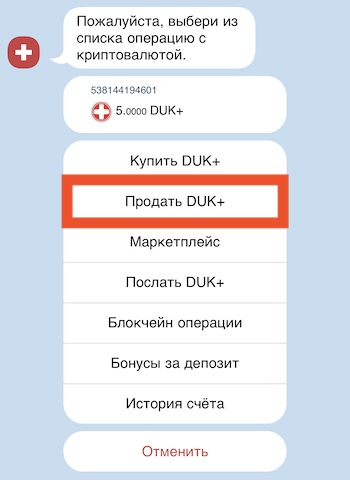 Пожалуйста, выбери из
списка операцию с
криптовалютой.
538144194601
5.0000 DUK+
Купить DUK+
Продать DUK+
Маркетплейс
Послать DUK+
Блокчейн операции
Бонусы за депозит
История счёта
Отменить